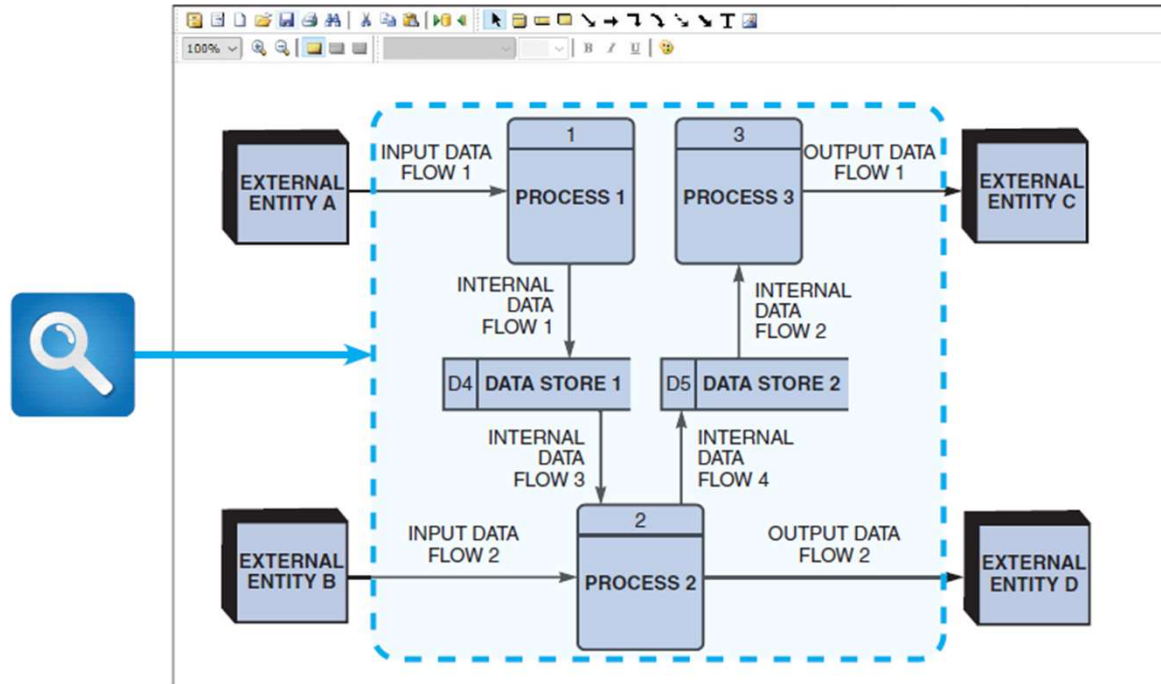 100%
B I U
1
3
INPUT DATA
FLOW 1
OUTPUT DATA
FLOW 1
EXTERNAL
ENTITY A
PROCESS 1
PROCESS 3
EXTERNAL
ENTITY C
INTERNAL
DATA
FLOW 1
INTERNAL
DATA
FLOW 2
D4 DATA STORE 1
D5 DATA STORE 2
INTERNAL
DATA
FLOW 3
INTERNAL
DATA
FLOW 4
2
INPUT DATA
FLOW 2
OUTPUT DATA
FLOW 2
EXTERNAL
ENTITY B
PROCESS 2
EXTERNAL
ENTITY D